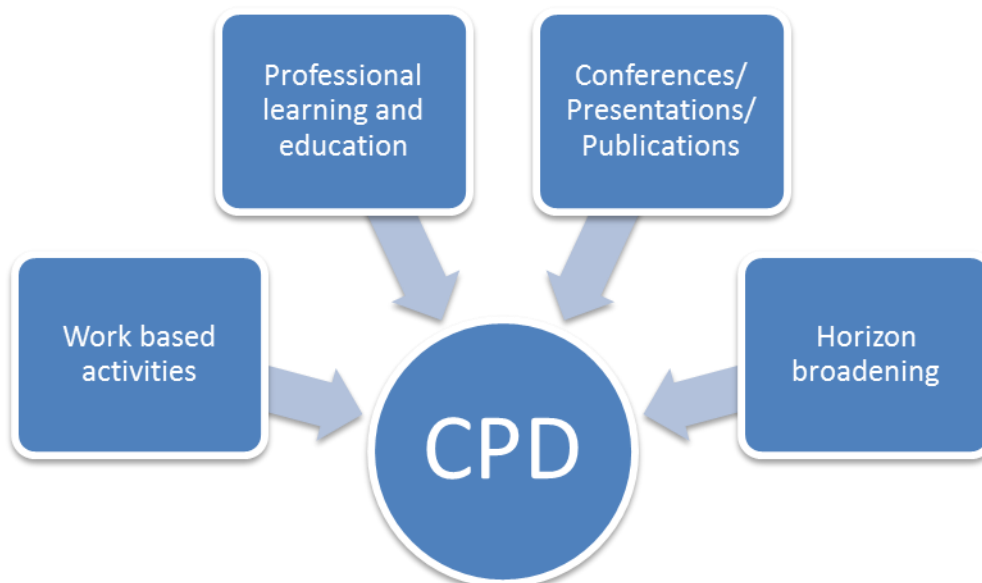 Professional
learning and
education
Conferences/
Presentations/
Publications
Work based
activities
Horizon
broadening
CPD